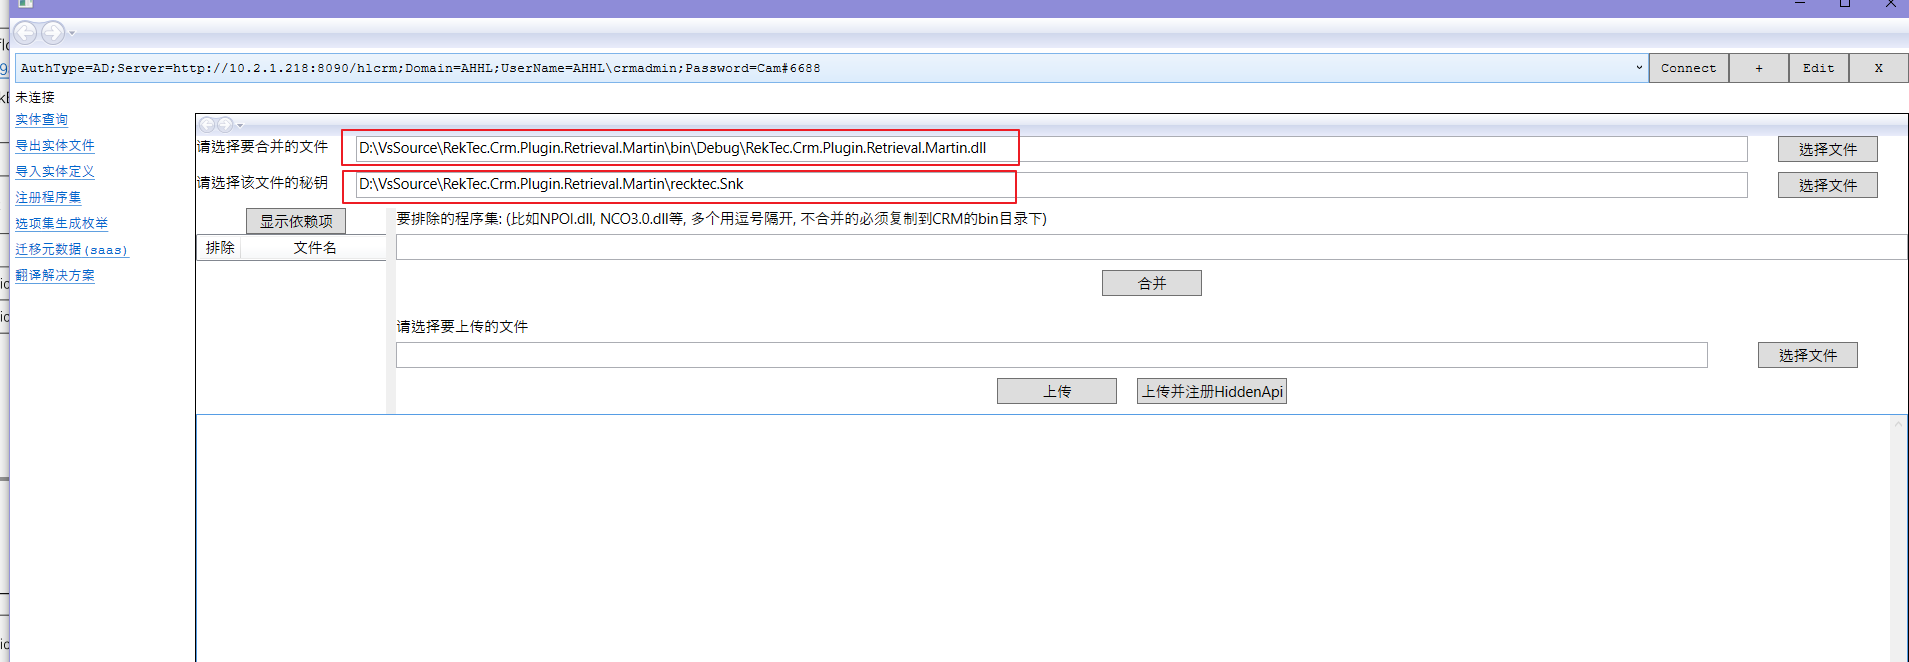 AuthType=AD;Server=http://10.2.1.218:8090/hlcrm;Domain=AHHL;UserName=AHHL\crmadmin;Password=Cam#6688 Connect + Edit X
未连接
实体查询
导出实体文件
导入实体定义
注册程序集
选项集生成枚举
迁移元数据(saas)
翻译解决方案
请选择要合并的文件 D:\VsSource\RekTec.Crm.Plugin.Retrieval.Martin\bin\Debug\RekTec.Crm.Plugin.Retrieval.Martin.dll 选择文件
请选择该文件的秘钥 D:\VsSource\RekTec.Crm.Plugin.Retrieval.Martin\recktec.Snk 选择文件
显示依赖项 要排除的程序集: (比如NPOI.dll, NCO3.0.dll等, 多个用逗号隔开, 不合并的必须复制到CRM的bin目录下)
排除 文件名
合并
请选择要上传的文件
选择文件
上传 上传并注册HiddenApi